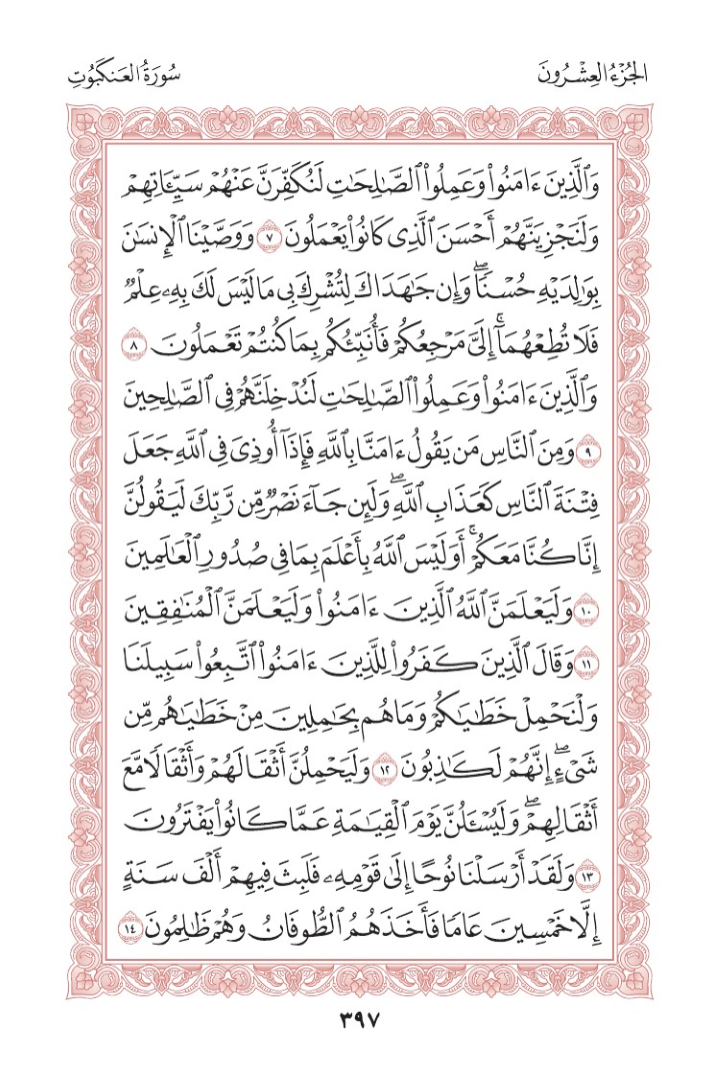 الجُزْءُ العِشْرُونَ
سُورَةُ العَنكَبُوتِ
وَٱلَّذِينَ ءَامَنُوا۟ وَعَمِلُوا۟ ٱلصَّـٰلِحَـٰتِ لَنُكَفِّرَنَّ عَنْهُمْ سَيِّـَٔاتِهِمْ
وَلَنَجْزِيَنَّهُمْ أَحْسَنَ ٱلَّذِى كَانُوا۟ يَعْمَلُونَ ٧ وَوَصَّيْنَا ٱلْإِنسَـٰنَ
بِوَٰلِدَيْهِ حُسْنًاۖ وَإِن جَـٰهَدَاكَ لِتُشْرِكَ بِى مَا لَيْسَ لَكَ بِهِۦ عِلْمٌ
فَلَا تُطِعْهُمَآۚ إِلَىَّ مَرْجِعُكُمْ فَأُنَبِّئُكُم بِمَا كُنتُمْ تَعْمَلُونَ ٨
وَٱلَّذِينَ ءَامَنُوا۟ وَعَمِلُوا۟ ٱلصَّـٰلِحَـٰتِ لَنُدْخِلَنَّهُمْ فِى ٱلصَّـٰلِحِينَ
٩ وَمِنَ ٱلنَّاسِ مَن يَقُولُ ءَامَنَّا بِٱللَّهِ فَإِذَآ أُوذِىَ فِى ٱللَّهِ جَعَلَ
فِتْنَةَ ٱلنَّاسِ كَعَذَابِ ٱللَّهِۖ وَلَئِن جَآءَ نَصْرٌ مِّن رَّبِّكَ لَيَقُولُنَّ
إِنَّا كُنَّا مَعَكُمْۚ أَوَلَيْسَ ٱللَّهُ بِأَعْلَمَ بِمَا فِى صُدُورِ ٱلْعَـٰلَمِينَ
١٠ وَلَيَعْلَمَنَّ ٱللَّهُ ٱلَّذِينَ ءَامَنُوا۟ وَلَيَعْلَمَنَّ ٱلْمُنَـٰفِقِينَ
١١ وَقَالَ ٱلَّذِينَ كَفَرُوا۟ لِلَّذِينَ ءَامَنُوا۟ ٱتَّبِعُوا۟ سَبِيلَنَا
وَلْنَحْمِلْ خَطَـٰيَـٰكُمْ وَمَا هُم بِحَـٰمِلِينَ مِنْ خَطَـٰيَـٰهُم مِّن
شَىْءٍۖ إِنَّهُمْ لَكَـٰذِبُونَ ١٢ وَلَيَحْمِلُنَّ أَثْقَالَهُمْ وَأَثْقَالًا مَّعَ
أَثْقَالِهِمْۖ وَلَيُسْـَٔلُنَّ يَوْمَ ٱلْقِيَـٰمَةِ عَمَّا كَانُوا۟ يَفْتَرُونَ
١٣ وَلَقَدْ أَرْسَلْنَا نُوحًا إِلَىٰ قَوْمِهِۦ فَلَبِثَ فِيهِمْ أَلْفَ سَنَةٍ
إِلَّا خَمْسِينَ عَامًا فَأَخَذَهُمُ ٱلطُّوفَانُ وَهُمْ ظَـٰلِمُونَ ١٤
٣٩٧